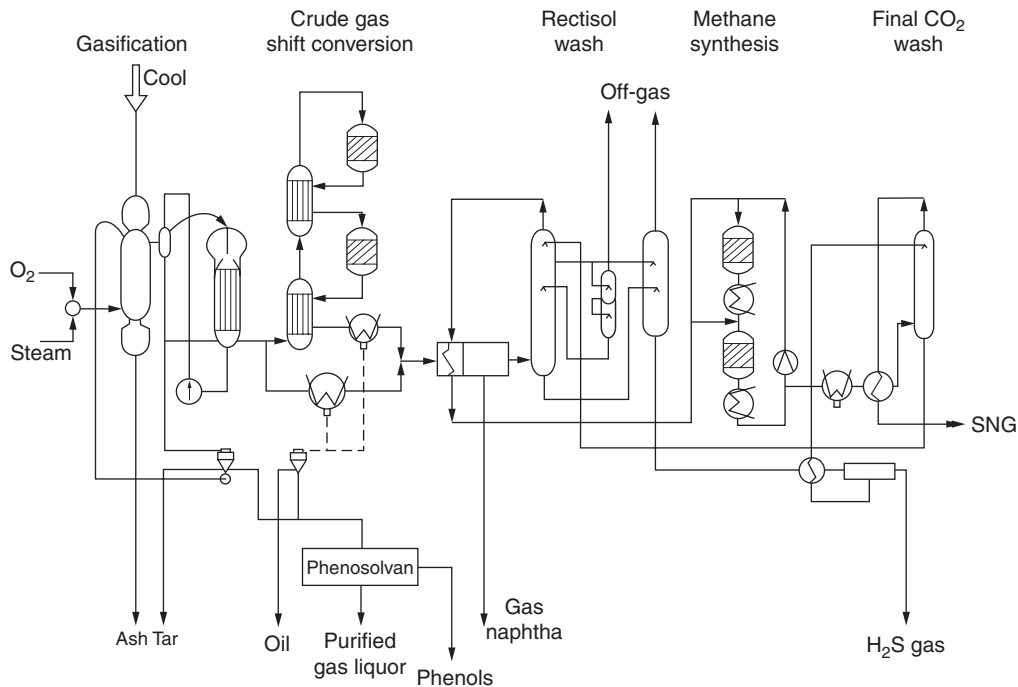 Gasification
Crude gas
shift conversion
Rectisol
wash
Methane
synthesis
Final CO₂
wash
Cool
Off-gas
O₂
Steam
SNG
Phenosolvan
Ash Tar
Oil
Purified
gas liquor
Phenols
Gas
naphtha
H₂S gas